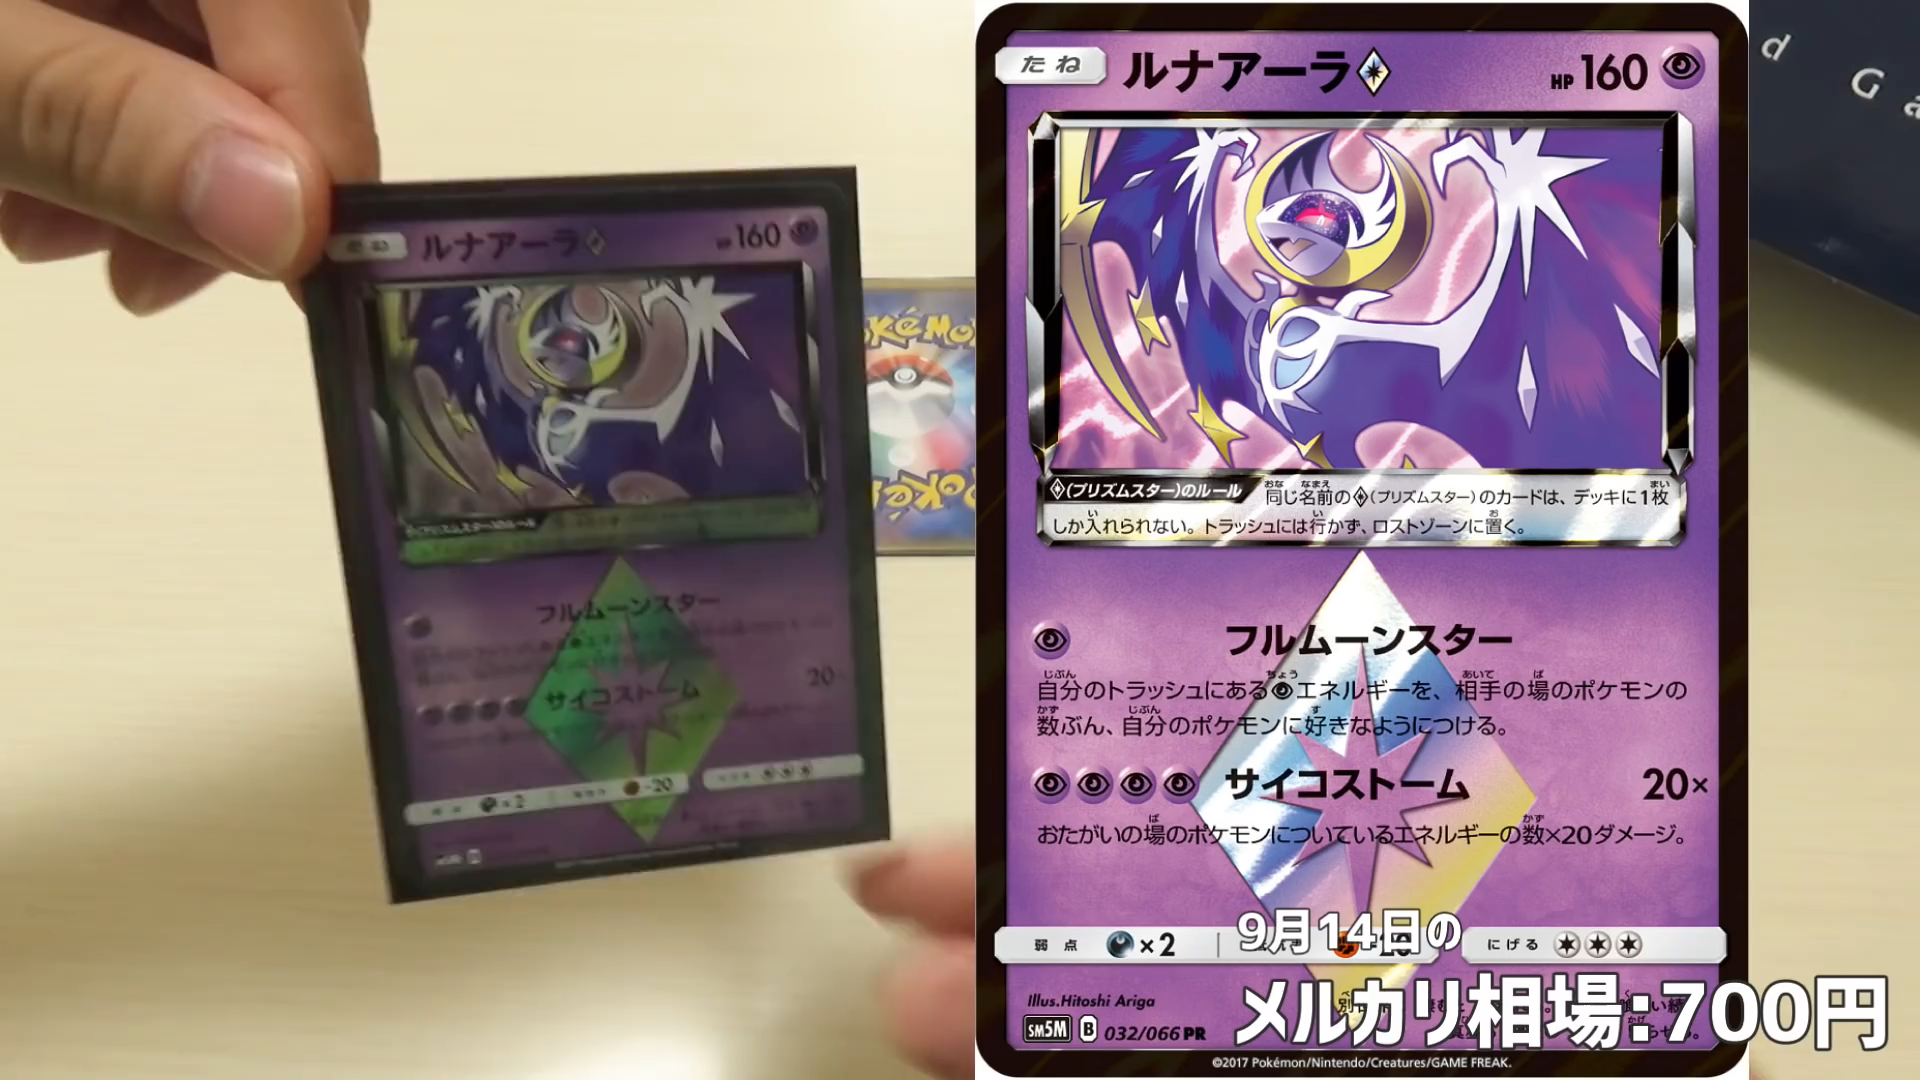 ルナアーラ
HP 160
フルムーンスター
サイコストーム
20
×2
-20
POKéMO
d Ga
たね
ルナアーラ
HP 160
(プリズムスター)のルール 同じ名前の(プリズムスター)のカードは、デッキに1枚
しか入れられない。トラッシュには行かず、ロストゾーンに置く。
フルムーンスター
自分のトラッシュにあるエネルギーを、相手の場のポケモンの
数ぶん、自分のポケモンに好きなようにつける。
サイコストーム 20×
おたがいの場のポケモンについているエネルギーの数×20ダメージ。
弱点 ×2
にげる
9月14日の
メルカリ相場:700円
Illus.Hitoshi Ariga
SM5M B 032/066 PR
©2017 Pokémon/Nintendo/Creatures/GAME FREAK.